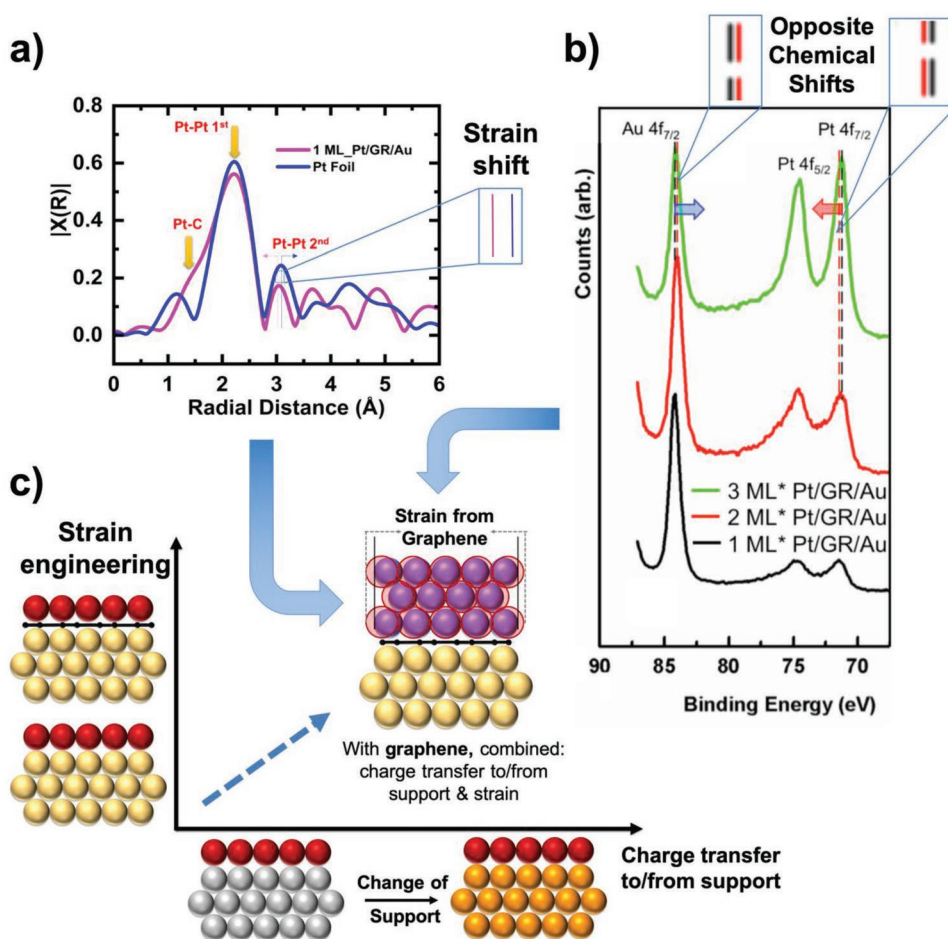 a)
|X(R)|
0.8
0.6
0.4
0.2
0.0
0
1
2
3
4
5
6
Radial Distance (Å)
Pt-Pt 1st
Pt-C
Pt-Pt 2nd
1 ML_Pt/GR/Au
Pt Foil
Strain
shift
b)
Opposite
Chemical
Shifts
Au 4f7/2
Pt 4f7/2
Pt 4f5/2
Counts (arb.)
3 ML* Pt/GR/Au
2 ML* Pt/GR/Au
1 ML* Pt/GR/Au
90
85
80
75
70
Binding Energy (eV)
c)
Strain
engineering
Strain from
Graphene
With graphene, combined:
charge transfer to/from
support & strain
Change of
Support
Charge transfer
to/from support